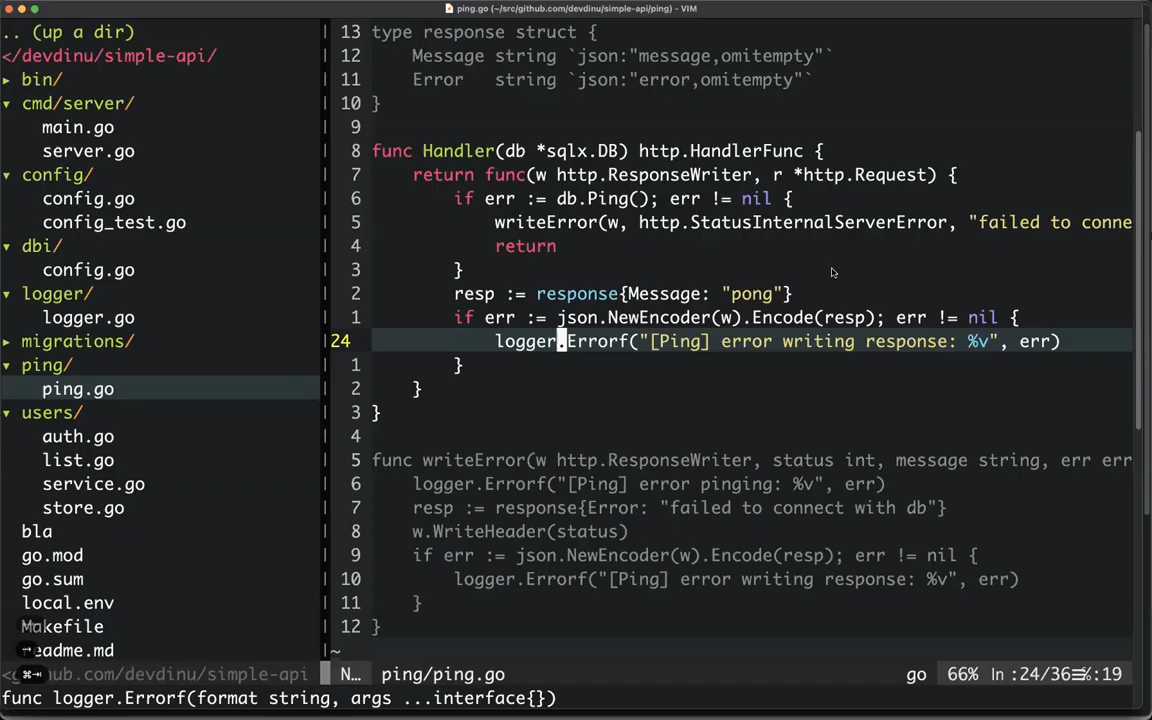 ping.go (~/src/github.com/devdinu/simple-api/ping) - VIM
.. (up a dir)
</devdinu/simple-api/
▸ bin/
▾ cmd/server/
main.go
server.go
▾ config/
config.go
config_test.go
▾ dbi/
config.go
▾ logger/
logger.go
▸ migrations/
▾ ping/
ping.go
▾ users/
auth.go
list.go
service.go
store.go
bla
go.mod
go.sum
local.env
Makefile
readme.md
13 type response struct {
12 Message string `json:"message,omitempty"`
11 Error string `json:"error,omitempty"`
10 }
9
8 func Handler(db *sqlx.DB) http.HandlerFunc {
7 return func(w http.ResponseWriter, r *http.Request) {
6 if err := db.Ping(); err != nil {
5 writeError(w, http.StatusInternalServerError, "failed to conne
4 return
3 }
2 resp := response{Message: "pong"}
1 if err := json.NewEncoder(w).Encode(resp); err != nil {
24 logger.Errorf("[Ping] error writing response: %v", err)
1 }
2 }
3 }
4
5 func writeError(w http.ResponseWriter, status int, message string, err err
6 logger.Errorf("[Ping] error pinging: %v", err)
7 resp := response{Error: "failed to connect with db"}
8 w.WriteHeader(status)
9 if err := json.NewEncoder(w).Encode(resp); err != nil {
10 logger.Errorf("[Ping] error writing response: %v", err)
11 }
12 }
~
hub.com/devdinu/simple-api N… ping/ping.go go 66% ln :24/36 :19
func logger.Errorf(format string, args ...interface{})